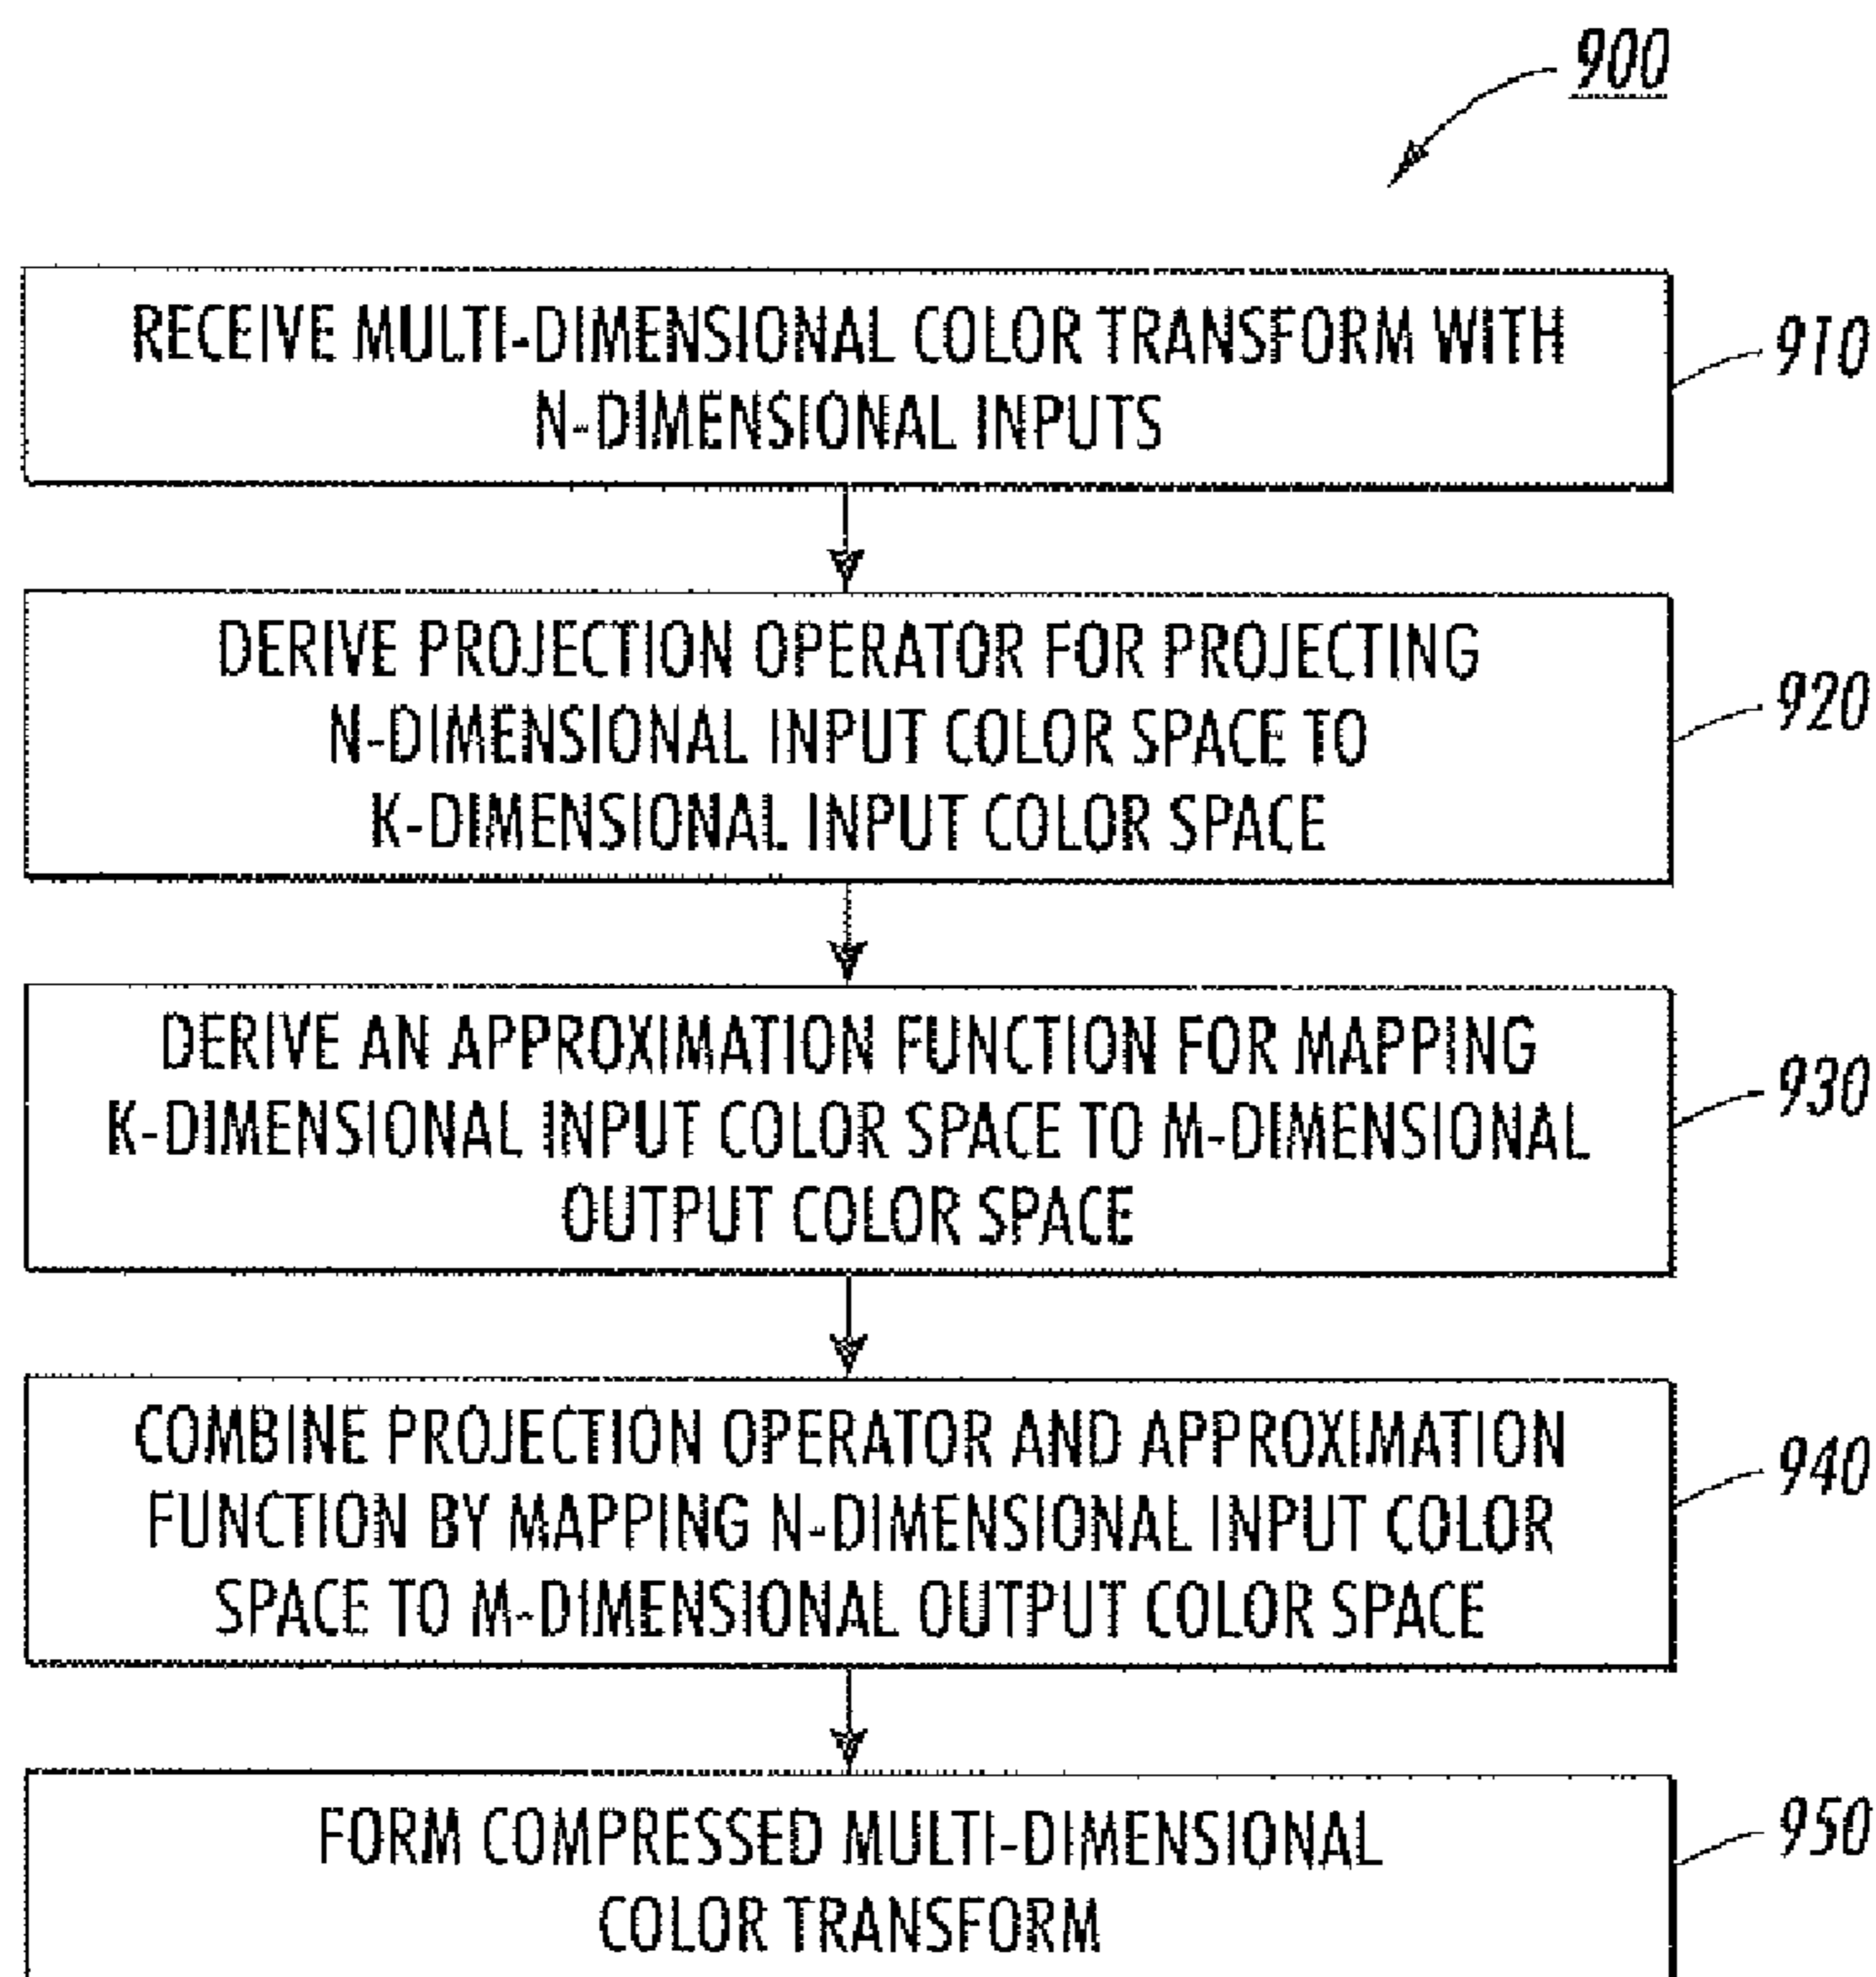 900
RECEIVE MULTI-DIMENSIONAL COLOR TRANSFORM WITH
N-DIMENSIONAL INPUTS
910
DERIVE PROJECTION OPERATOR FOR PROJECTING
N-DIMENSIONAL INPUT COLOR SPACE TO
K-DIMENSIONAL INPUT COLOR SPACE
920
DERIVE AN APPROXIMATION FUNCTION FOR MAPPING
K-DIMENSIONAL INPUT COLOR SPACE TO M-DIMENSIONAL
OUTPUT COLOR SPACE
930
COMBINE PROJECTION OPERATOR AND APPROXIMATION
FUNCTION BY MAPPING N-DIMENSIONAL INPUT COLOR
SPACE TO M-DIMENSIONAL OUTPUT COLOR SPACE
940
FORM COMPRESSED MULTI-DIMENSIONAL
COLOR TRANSFORM
950